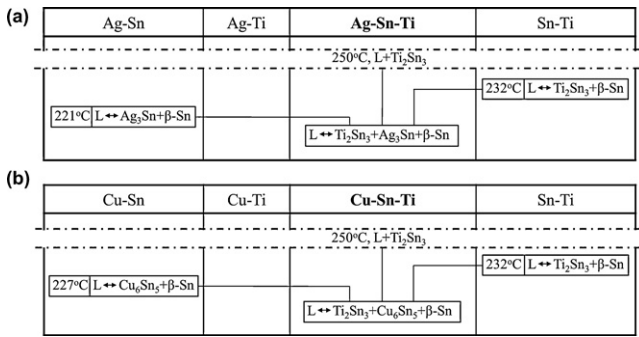 (a)
Ag-Sn Ag-Ti Ag-Sn-Ti Sn-Ti
250°C, L+Ti₂Sn₃
232°C L↔Ti₂Sn₃+β-Sn
221°C L↔Ag₃Sn+β-Sn
L↔Ti₂Sn₃+Ag₃Sn+β-Sn
(b)
Cu-Sn Cu-Ti Cu-Sn-Ti Sn-Ti
250°C, L+Ti₂Sn₃
232°C L↔Ti₂Sn₃+β-Sn
227°C L↔Cu₆Sn₅+β-Sn
L↔Ti₂Sn₃+Cu₆Sn₅+β-Sn